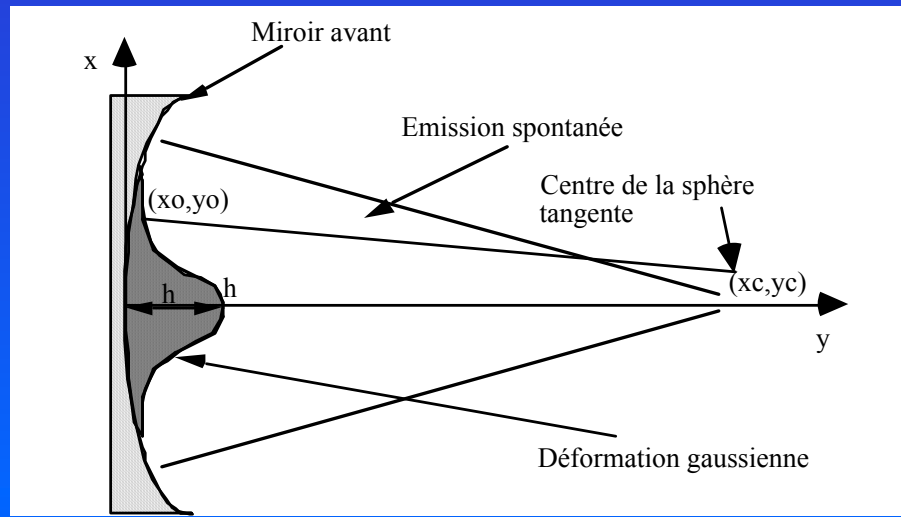 Miroir avant
x
Emission spontanée
Centre de la sphère
tangente
(xo,yo)
(xc,yc)
h
h
y
Déformation gaussienne